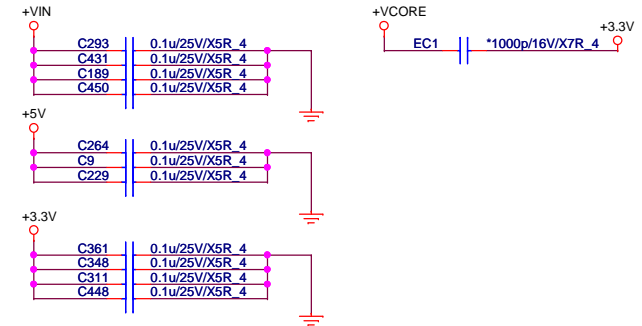 +VIN
C293 0.1u/25V/X5R_4
C431 0.1u/25V/X5R_4
C189 0.1u/25V/X5R_4
C450 0.1u/25V/X5R_4
+VCORE
+3.3V
EC1 *1000p/16V/X7R_4
+5V
C264 0.1u/25V/X5R_4
C9 0.1u/25V/X5R_4
C229 0.1u/25V/X5R_4
+3.3V
C361 0.1u/25V/X5R_4
C348 0.1u/25V/X5R_4
C311 0.1u/25V/X5R_4
C448 0.1u/25V/X5R_4